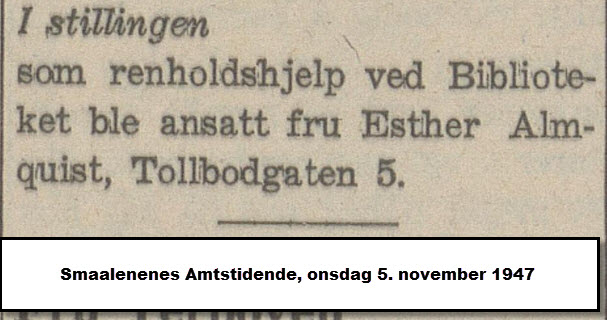 I stillingen
som renholdshjelp ved Bibliote-
ket ble ansatt fru Esther Alm-
quist, Tollbodgaten 5.
Smaalenenes Amtstidende, onsdag 5. november 1947